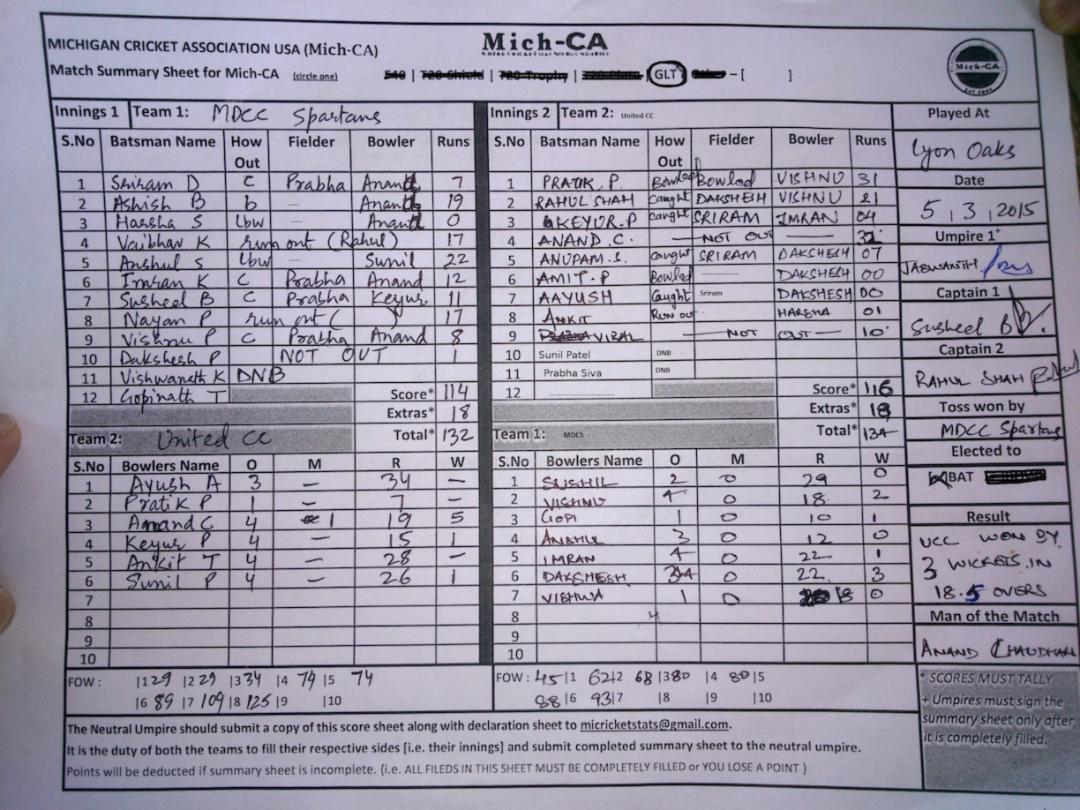 MICHIGAN CRICKET ASSOCIATION USA (Mich-CA)
Mich-CA
Match Summary Sheet for Mich-CA (circle one) 540 | T20 Shield | T20 Trophy | T20 Plate | GLT | Other – [ ]
Mich-CA
Innings 1 Team 1: MDCC Spartans
S.No Batsman Name How Out Fielder Bowler Runs
1 Sriram D C Prabha Anand 7
2 Ashish B b — Anand 19
3 Harsha S lbw — Anand 0
4 Vaibhav K run out (Rahul) 17
5 Anshul S lbw Sunil 22
6 Imran K C Prabha Anand 12
7 Susheel B C Prabha Keyur 11
8 Nayan P run out ( 17
9 Vishnu P C Prabha Anand 8
10 Dakshesh P NOT OUT 1
11 Vishwanath K DNB
12 Gopinath T
Score* 114
Extras* 18
Total* 132
Team 2: United CC
S.No Bowlers Name O M R W
1 Ayush A 3 — 34 —
2 Pratik P 1 — 7 —
3 Anand C 4 1 19 5
4 Keyur P 4 — 15 1
5 Ankit T 4 — 28 —
6 Sunil P 4 — 26 1
7
8
9
10
FOW : |1 29 |2 29 |3 34 |4 74 |5 74
|6 89 |7 109 |8 125 |9 |10
Innings 2 Team 2: United CC
S.No Batsman Name How Out Fielder Bowler Runs
1 PRATIK . P. Bowled Bowled VISHNU 31
2 RAHUL SHAH caught DAKSHESH VISHNU 21
3 KEYUR.P caught SRIRAM IMRAN 04
4 ANAND . C . — NOT OUT — 32
5 ANUPAM.S. caught SRIRAM DAKSHESH 07
6 AMIT . P Bowled — DAKSHESH 00
7 AAYUSH Caught Sriram DAKSHESH 00
8 ANKIT Run out HARSHA 01
9 VIRAL — NOT OUT — 10
10 Sunil Patel DNB
11 Prabha Siva DNB
12
Score* 116
Extras* 18
Total* 134
Team 1: MDCS
S.No Bowlers Name O M R W
1 SUSHIL 2 0 29 0
2 VISHNU 4 0 18 2
3 GOPI 1 0 10 1
4 ANSHUL 3 0 12 0
5 IMRAN 4 0 22 1
6 DAKSHESH 0 22 3
7 VISHWA 1 0 18 0
8
9
10
FOW : 45|1 62|2 68|3 80 |4 80|5
88|6 93|7 |8 |9 |10
Played At
Lyon Oaks
Date
5 | 3 | 2015
Umpire 1*
JASWANTH
Captain 1
Susheel B
Captain 2
RAHUL SHAH
Toss won by
MDCC Spartans
Elected to
BAT
Result
UCC WON BY
3 WICKETS IN
18.5 OVERS
Man of the Match
ANAND CHAUDHARI
* SCORES MUST TALLY
+ Umpires must sign the
summary sheet only after
it is completely filled.
The Neutral Umpire should submit a copy of this score sheet along with declaration sheet to micricketstats@gmail.com.
It is the duty of both the teams to fill their respective sides [i.e. their innings] and submit completed summary sheet to the neutral umpire.
Points will be deducted if summary sheet is incomplete. (i.e. ALL FILEDS IN THIS SHEET MUST BE COMPLETELY FILLED or YOU LOSE A POINT )